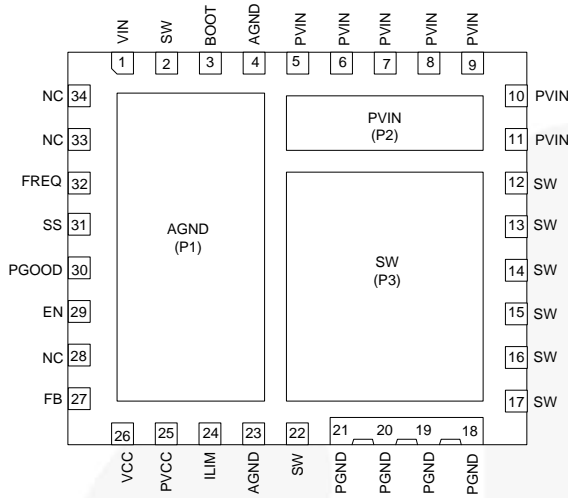 VIN
SW
BOOT
AGND
PVIN
PVIN
PVIN
PVIN
PVIN
1
2
3
4
5
6
7
8
9
NC 34
NC 33
FREQ 32
SS 31
PGOOD 30
EN 29
NC 28
FB 27
AGND
(P1)
PVIN
(P2)
SW
(P3)
10 PVIN
11 PVIN
12 SW
13 SW
14 SW
15 SW
16 SW
17 SW
26
25
24
23
22
21
20
19
18
VCC
PVCC
ILIM
AGND
SW
PGND
PGND
PGND
PGND